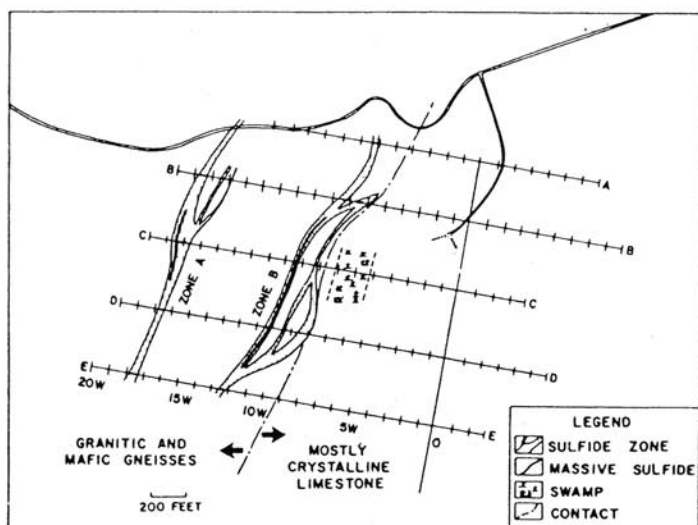 A
B
B
C
ZONE A
ZONE B
C
D
D
E
20W
15W
10W
5W
0
E
GRANITIC AND
MAFIC GNEISSES
MOSTLY
CRYSTALLINE
LIMESTONE
200 FEET
LEGEND
SULFIDE ZONE
MASSIVE SULFIDE
SWAMP
CONTACT